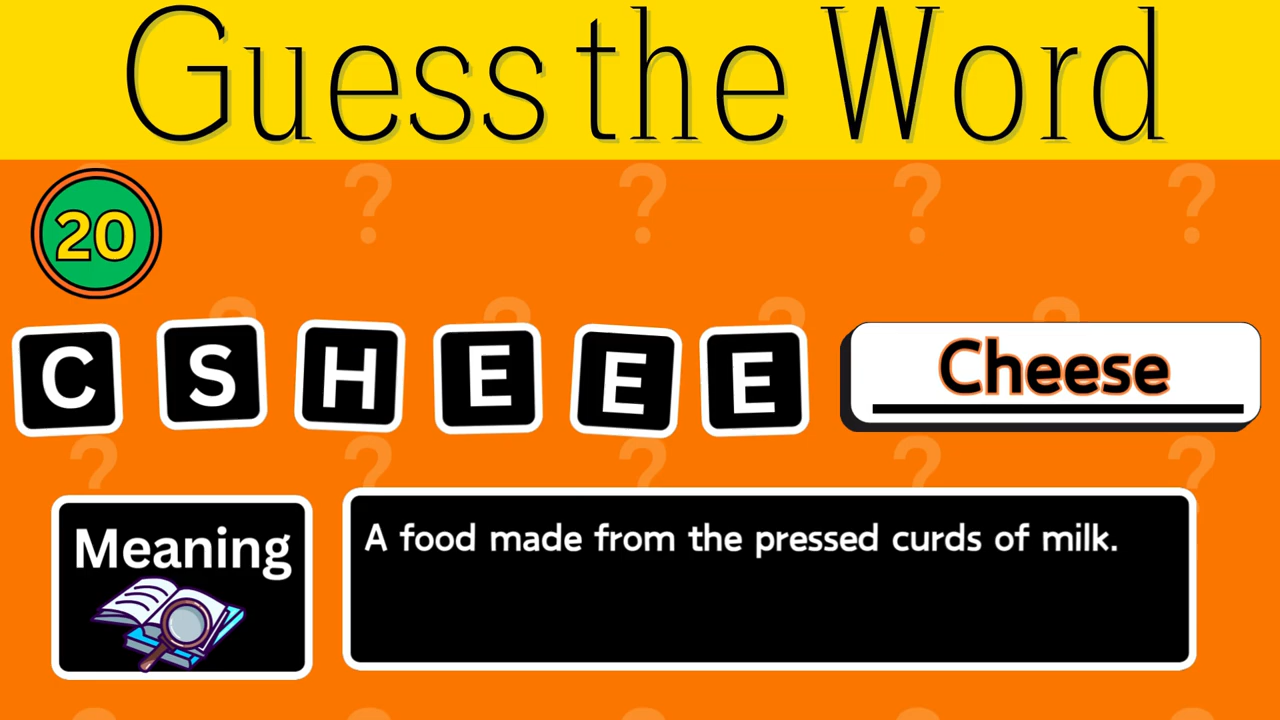 Guess the Word
20
C S H E E E
Cheese
Meaning
A food made from the pressed curds of milk.